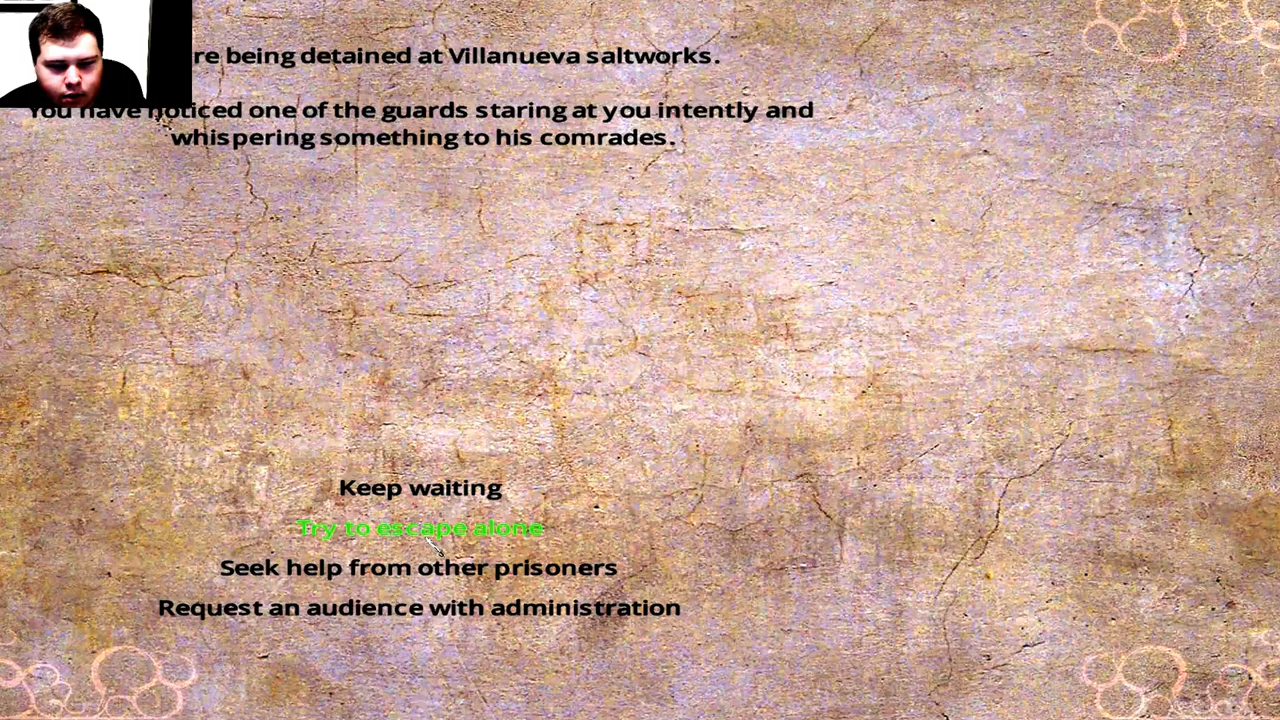 re being detained at Villanueva saltworks.
You have noticed one of the guards staring at you intently and
whispering something to his comrades.
Keep waiting
Try to escape alone
Seek help from other prisoners
Request an audience with administration